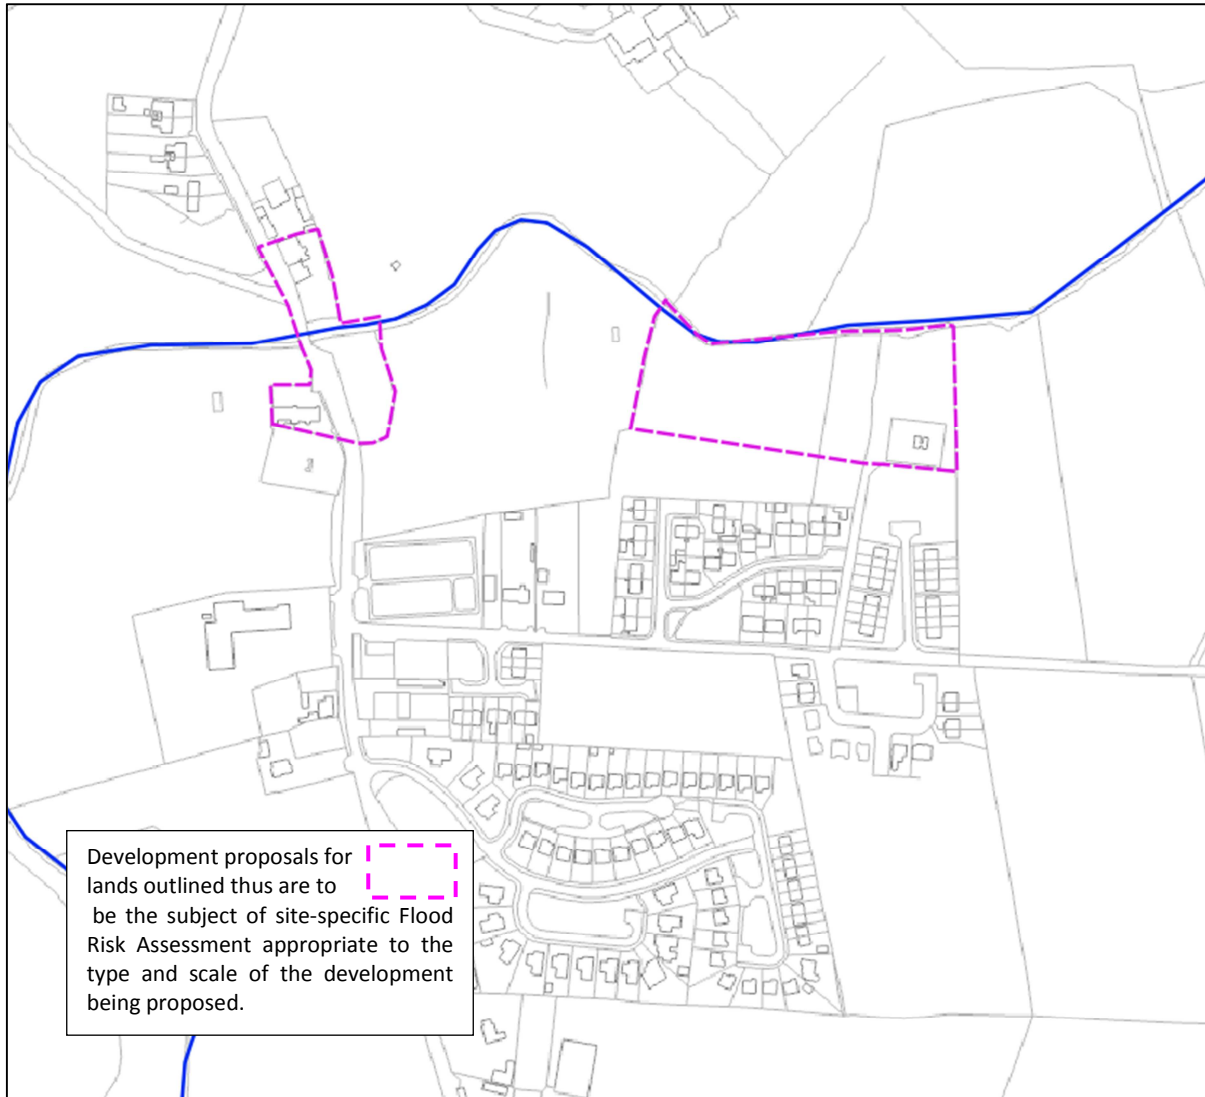 Development proposals for
lands outlined thus are to
be the subject of site-specific Flood
Risk Assessment appropriate to the
type and scale of the development
being proposed.